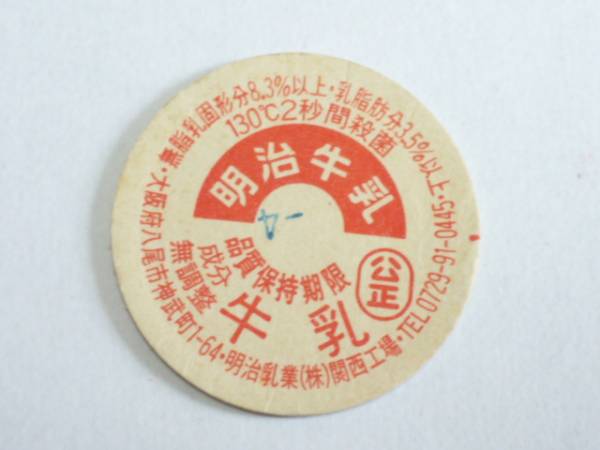 無脂乳固形分8.3%以上・乳脂肪分3.5%以上・TEL0729-91-0445・明治乳業(株)関西工場・大阪府八尾市神武町1-64
130℃2秒間殺菌
明治牛乳
品質保持期限
成分
無調整
公正
牛乳